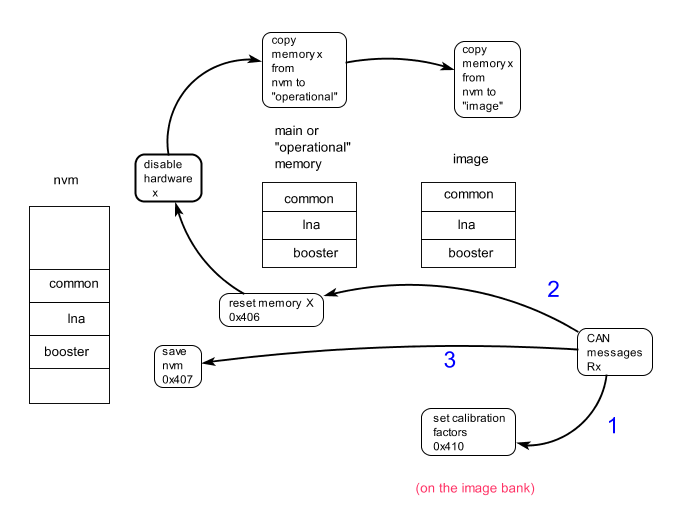 copy
memory x
from
nvm to
"operational"
copy
memory x
from
nvm to
"image"
main or
"operational"
memory
image
disable
hardware
x
nvm
common
lna
booster
common
lna
booster
common
lna
booster
reset memory X
0x406
2
CAN
messages
Rx
save
nvm
0x407
3
set calibration
factors
0x410
1
(on the image bank)